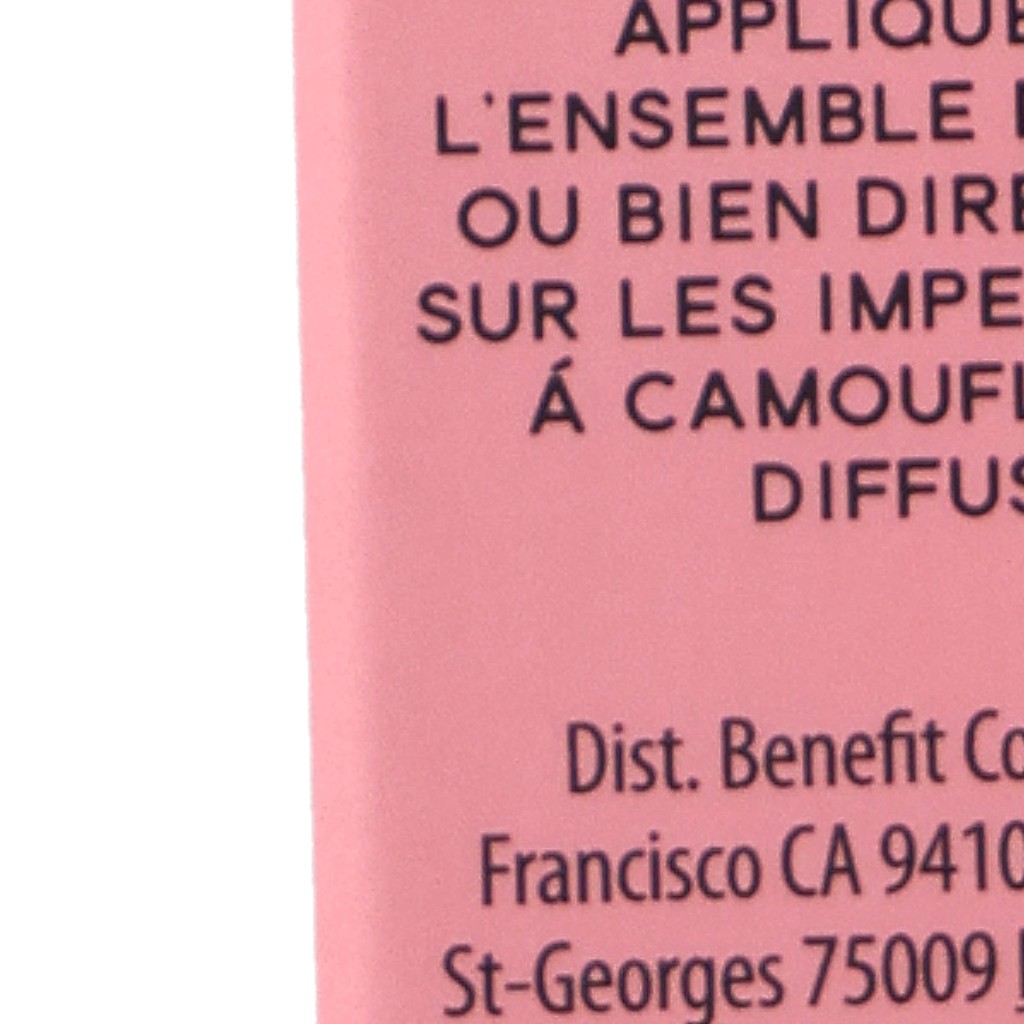 APPLIQUE
L'ENSEMBLE
OU BIEN DIRE
SUR LES IMPE
Á CAMOUFL
DIFFUS
Dist. Benefit Co
Francisco CA 9410
St-Georges 75009